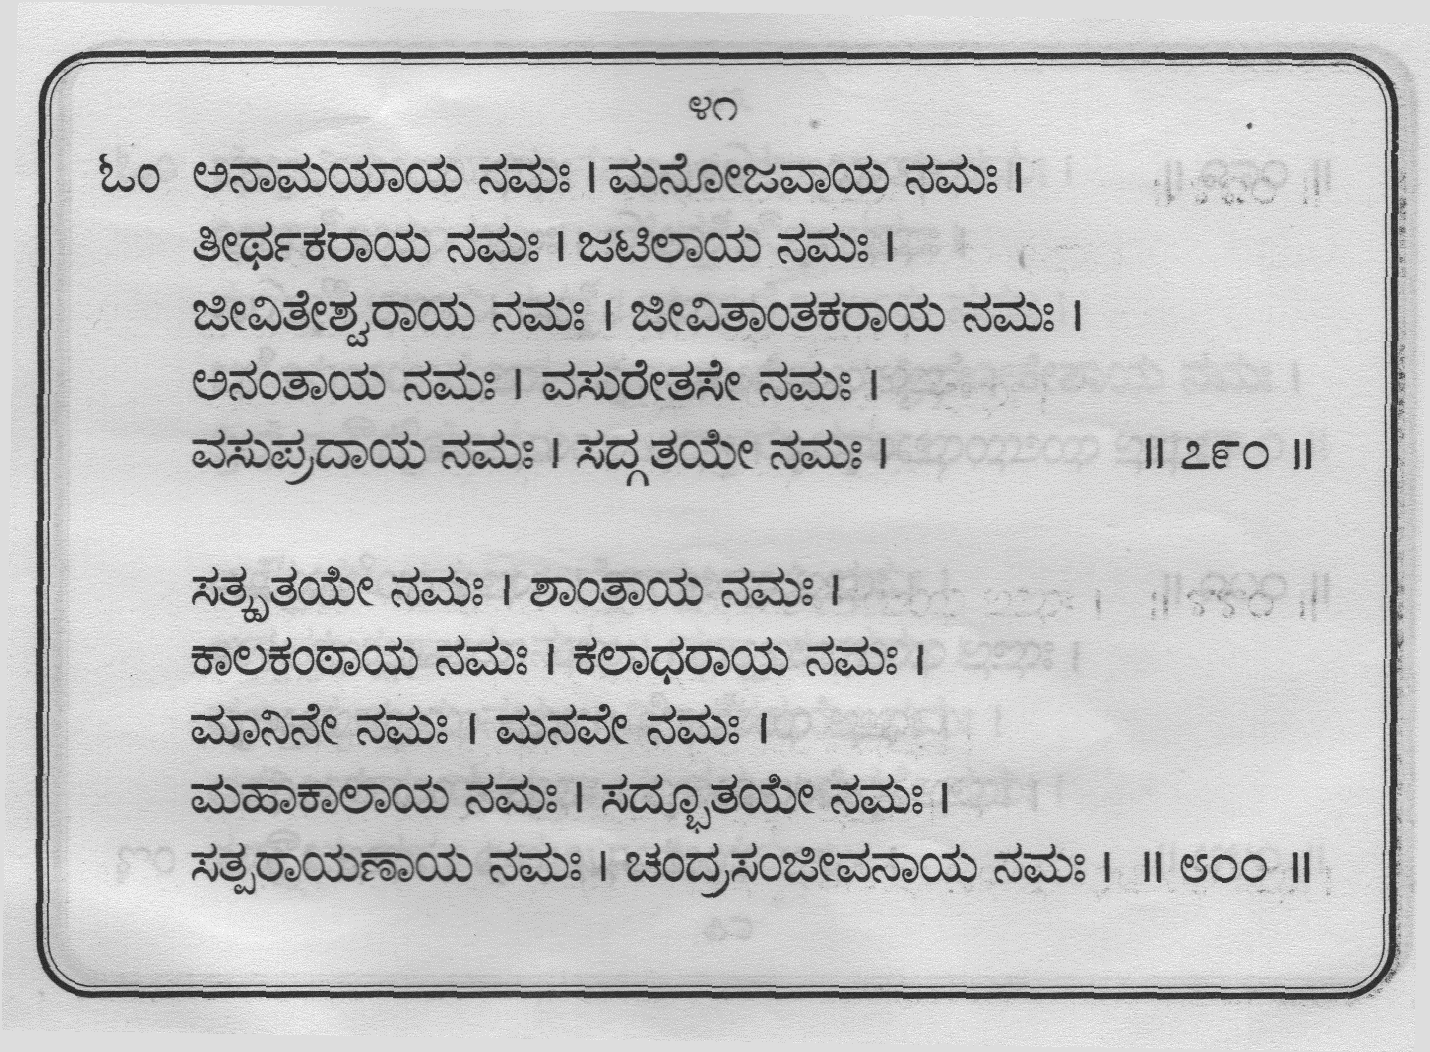 ೪೧
ಓಂ ಅನಾಮಯಾಯ ನಮಃ । ಮನೋಜವಾಯ ನಮಃ ।
ತೀರ್ಥಕರಾಯ ನಮಃ । ಜಟಿಲಾಯ ನಮಃ ।
ಜೀವಿತೇಶ್ವರಾಯ ನಮಃ । ಜೀವಿತಾಂತಕರಾಯ ನಮಃ ।
ಅನಂತಾಯ ನಮಃ । ವಸುರೇತಸೇ ನಮಃ ।
ವಸುಪ್ರದಾಯ ನಮಃ । ಸದ್ಗತಯೇ ನಮಃ । ॥ ೭೯೦ ॥
ಸತ್ಕೃತಯೇ ನಮಃ । ಶಾಂತಾಯ ನಮಃ ।
ಕಾಲಕಂಠಾಯ ನಮಃ । ಕಲಾಧರಾಯ ನಮಃ ।
ಮಾನಿನೇ ನಮಃ । ಮನವೇ ನಮಃ ।
ಮಹಾಕಾಲಾಯ ನಮಃ । ಸದ್ಭೂತಯೇ ನಮಃ ।
ಸತ್ಪರಾಯಣಾಯ ನಮಃ । ಚಂದ್ರಸಂಜೀವನಾಯ ನಮಃ । ॥ ೮೦೦ ॥